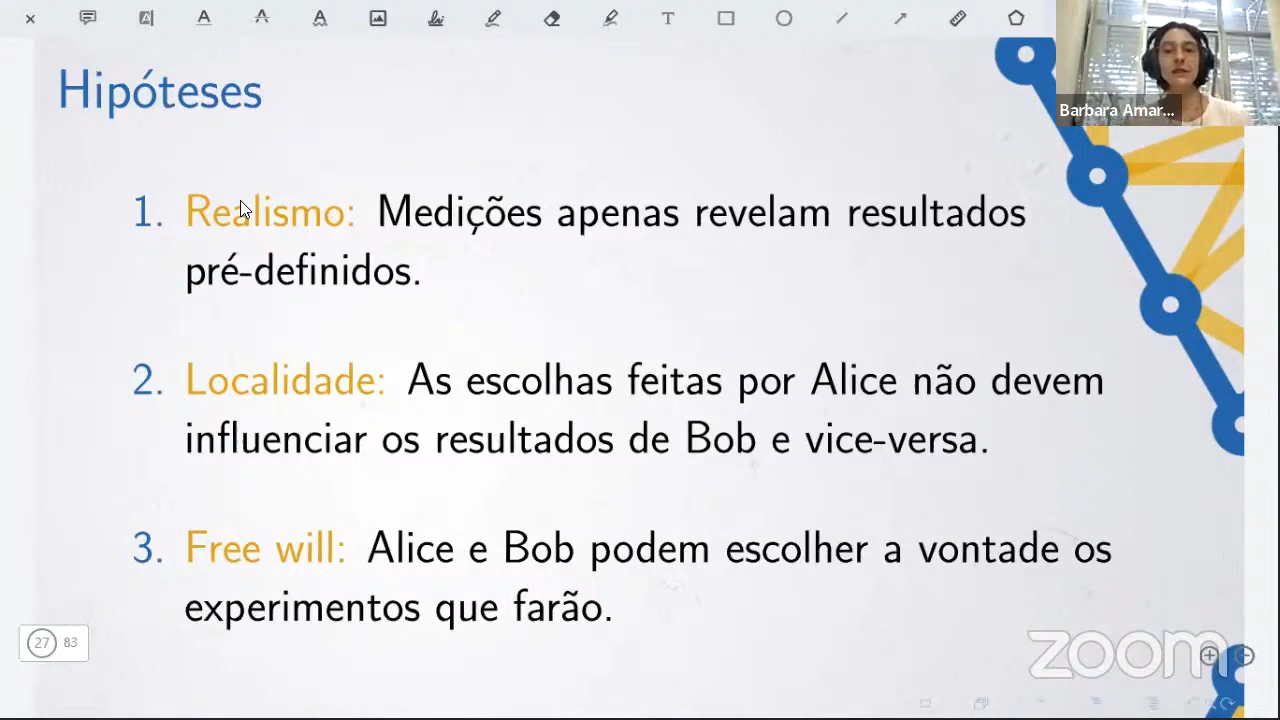 Hipóteses
Barbara Amar...
1. Realismo: Medições apenas revelam resultados
pré-definidos.
2. Localidade: As escolhas feitas por Alice não devem
influenciar os resultados de Bob e vice-versa.
3. Free will: Alice e Bob podem escolher a vontade os
experimentos que farão.
27 83
zoom